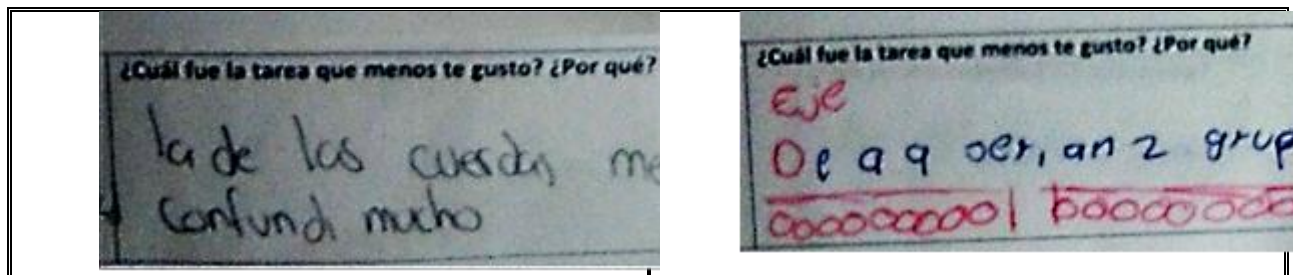 ¿Cuál fue la tarea que menos te gusto? ¿Por qué?
la de las cuerdas me
confundi mucho
¿Cuál fue la tarea que menos te gusto? ¿Por qué?
Eje
De a 9 ser, an 2 grup